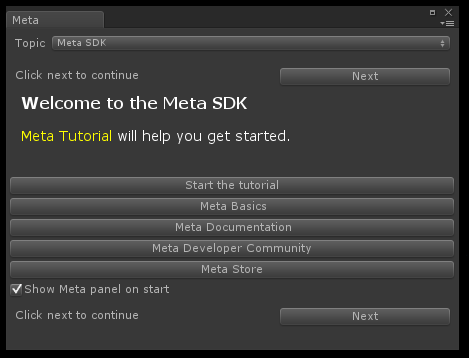 Meta
Topic Meta SDK
Click next to continue Next
Welcome to the Meta SDK
Meta Tutorial will help you get started.
Start the tutorial
Meta Basics
Meta Documentation
Meta Developer Community
Meta Store
Show Meta panel on start
Click next to continue Next